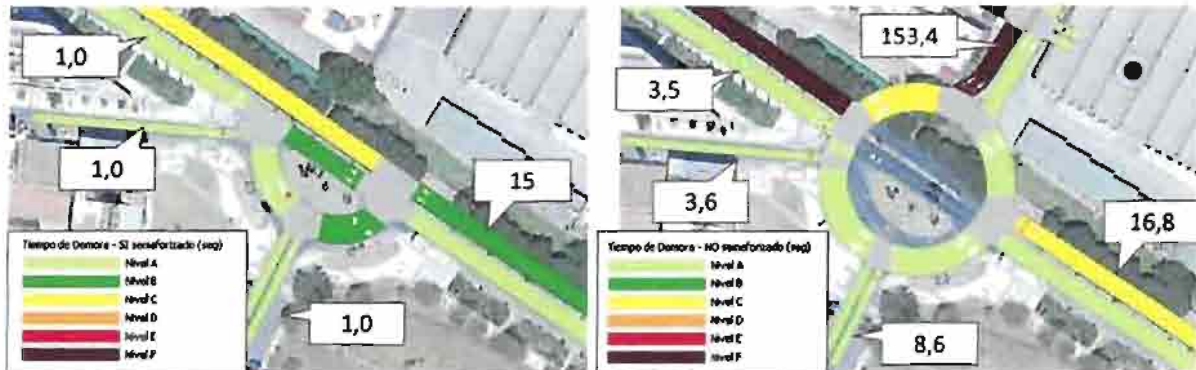 1,0
1,0
15
1,0
Tiempo de Demora - SI semaforizado (seg)
Nivel A
Nivel B
Nivel C
Nivel D
Nivel E
Nivel F
153,4
3,5
3,6
16,8
8,6
Tiempo de Demora - NO semaforizado (seg)
Nivel A
Nivel B
Nivel C
Nivel D
Nivel E
Nivel F